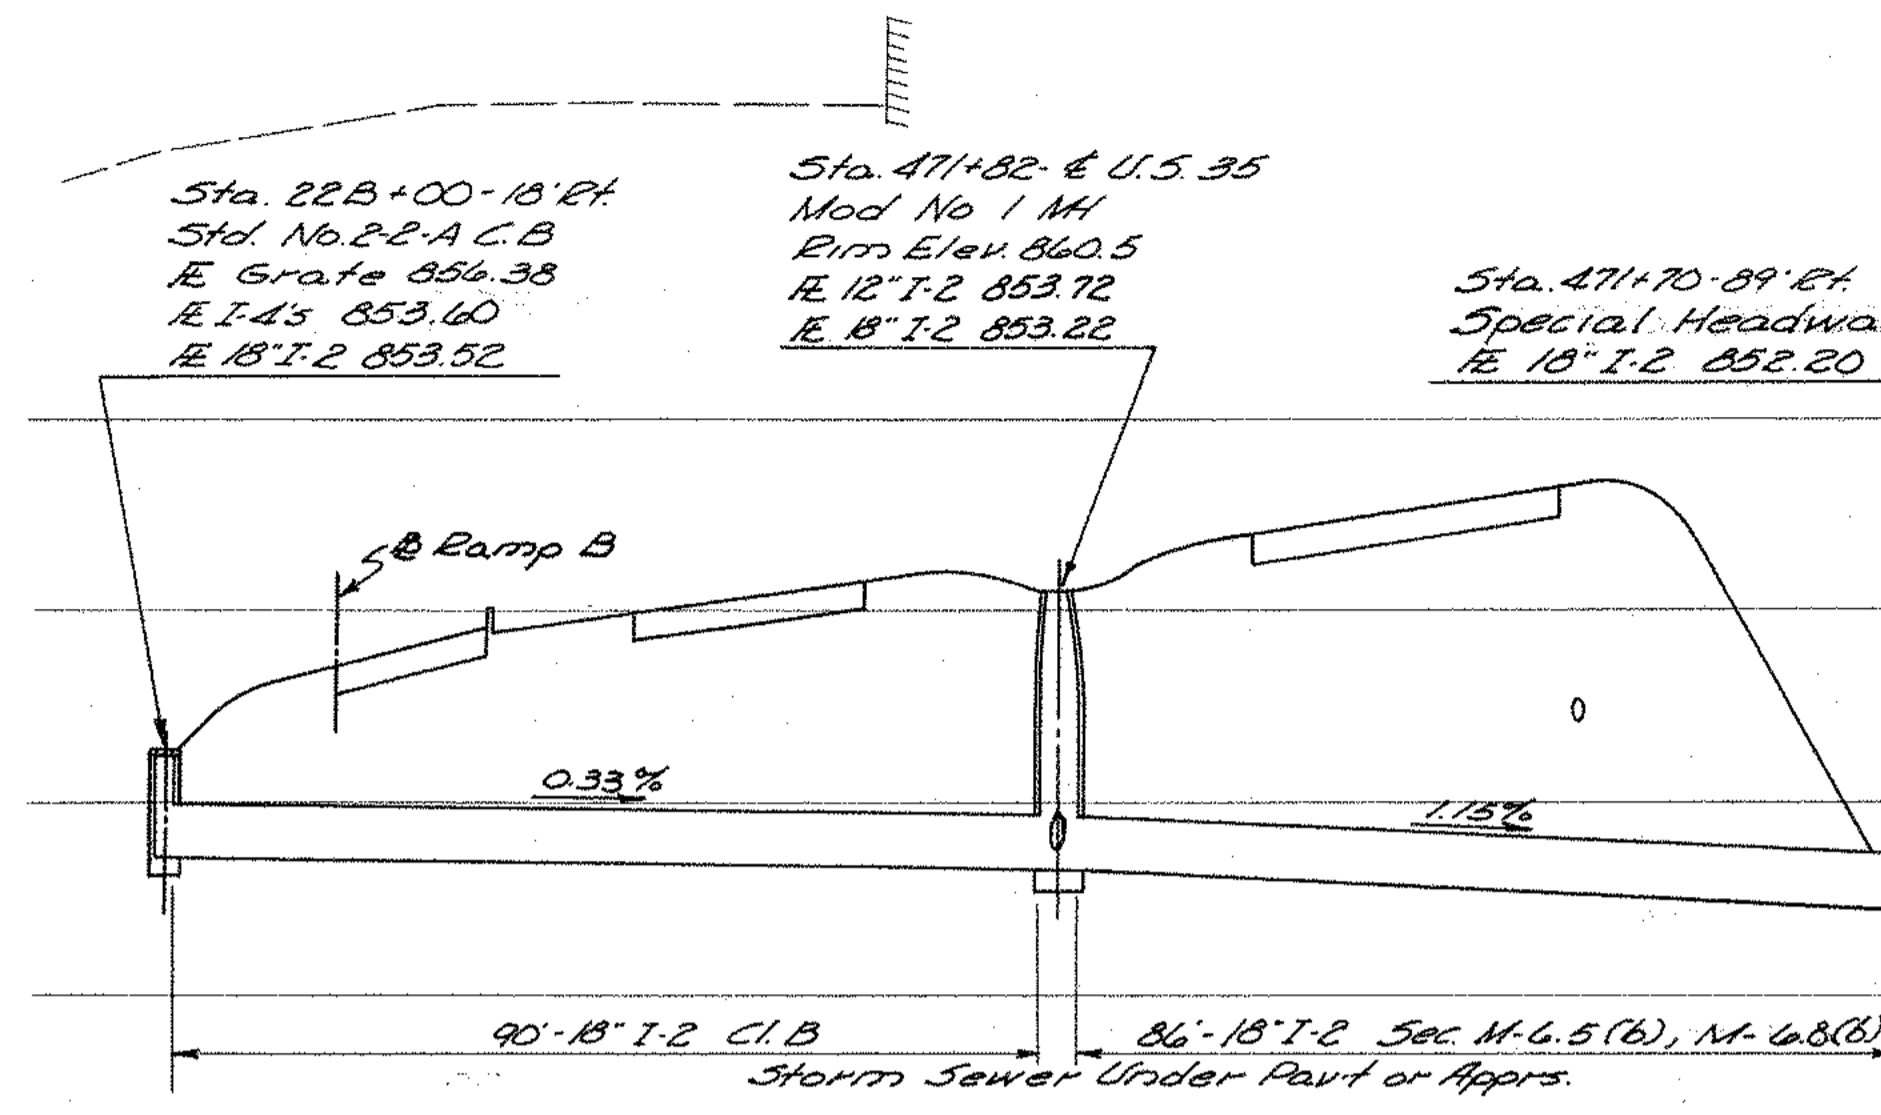 Sta. 22B+00-18' Rt.
Std. No. 2-2-A C.B
FE Grate 856.38
FE I-4's 853.60
FE 18" I-2 853.52
Sta. 471+82- ℄ U.S. 35
Mod No 1 MH
Rim Elev. 860.5
FE 12" I-2 853.72
FE 18" I-2 853.22
Sta. 471+70-89' Rt.
Special Headwa
FE 18" I-2 852.20
Ramp B
0.33%
1.15%
90'-18" I-2 Cl. B
86'-18" I-2 Sec. M-6.5(b), M-6.8(b)
Storm Sewer Under Pav't or Apprs.